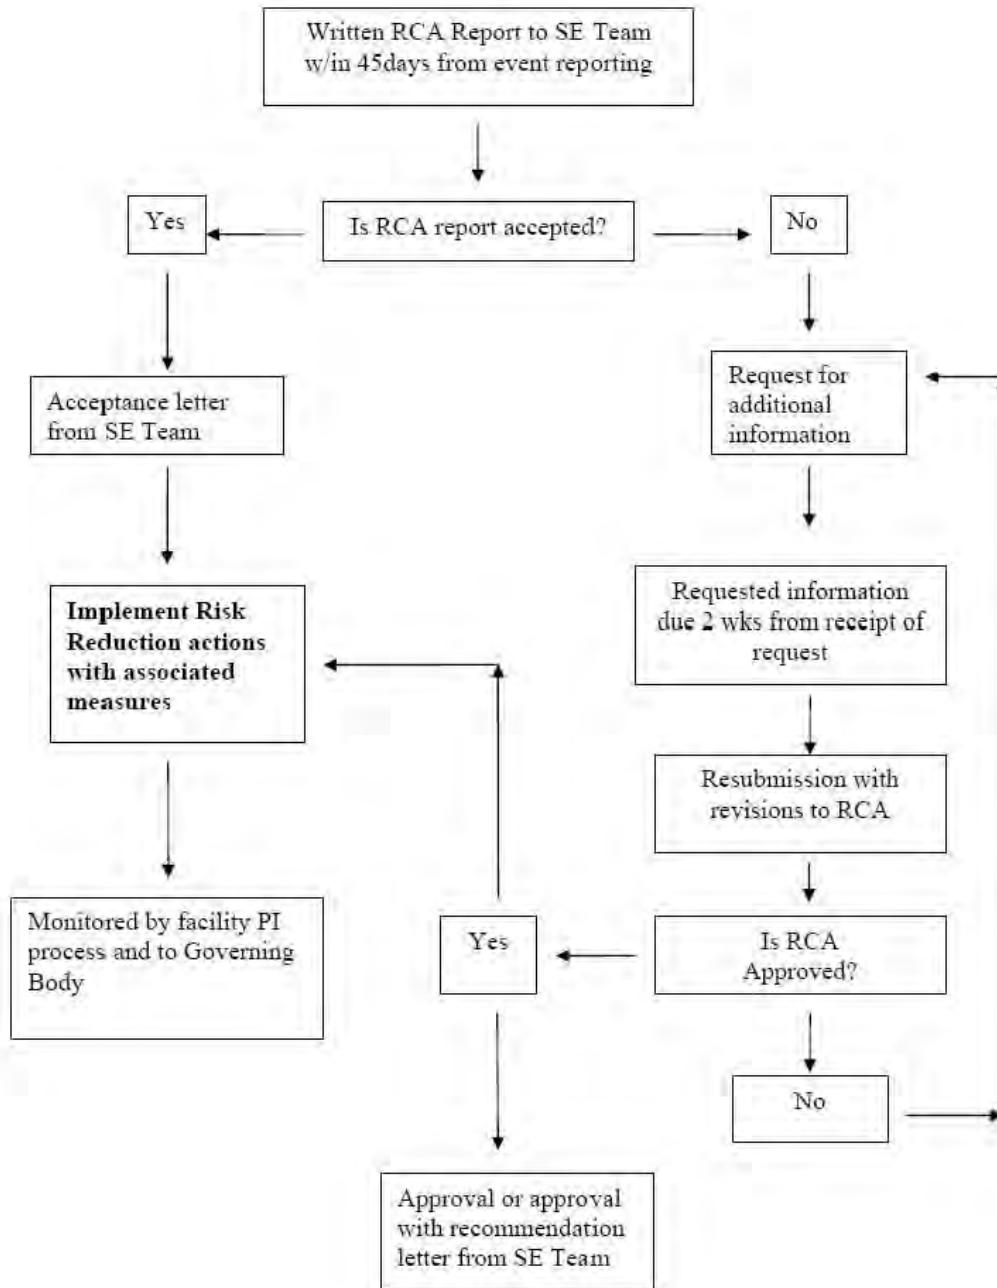 Written RCA Report to SE Team
w/in 45days from event reporting
Yes
Is RCA report accepted?
No
Acceptance letter
from SE Team
Request for
additional
information
Implement Risk
Reduction actions
with associated
measures
Requested information
due 2 wks from receipt of
request
Resubmission with
revisions to RCA
Monitored by facility PI
process and to Governing
Body
Yes
Is RCA
Approved?
No
Approval or approval
with recommendation
letter from SE Team